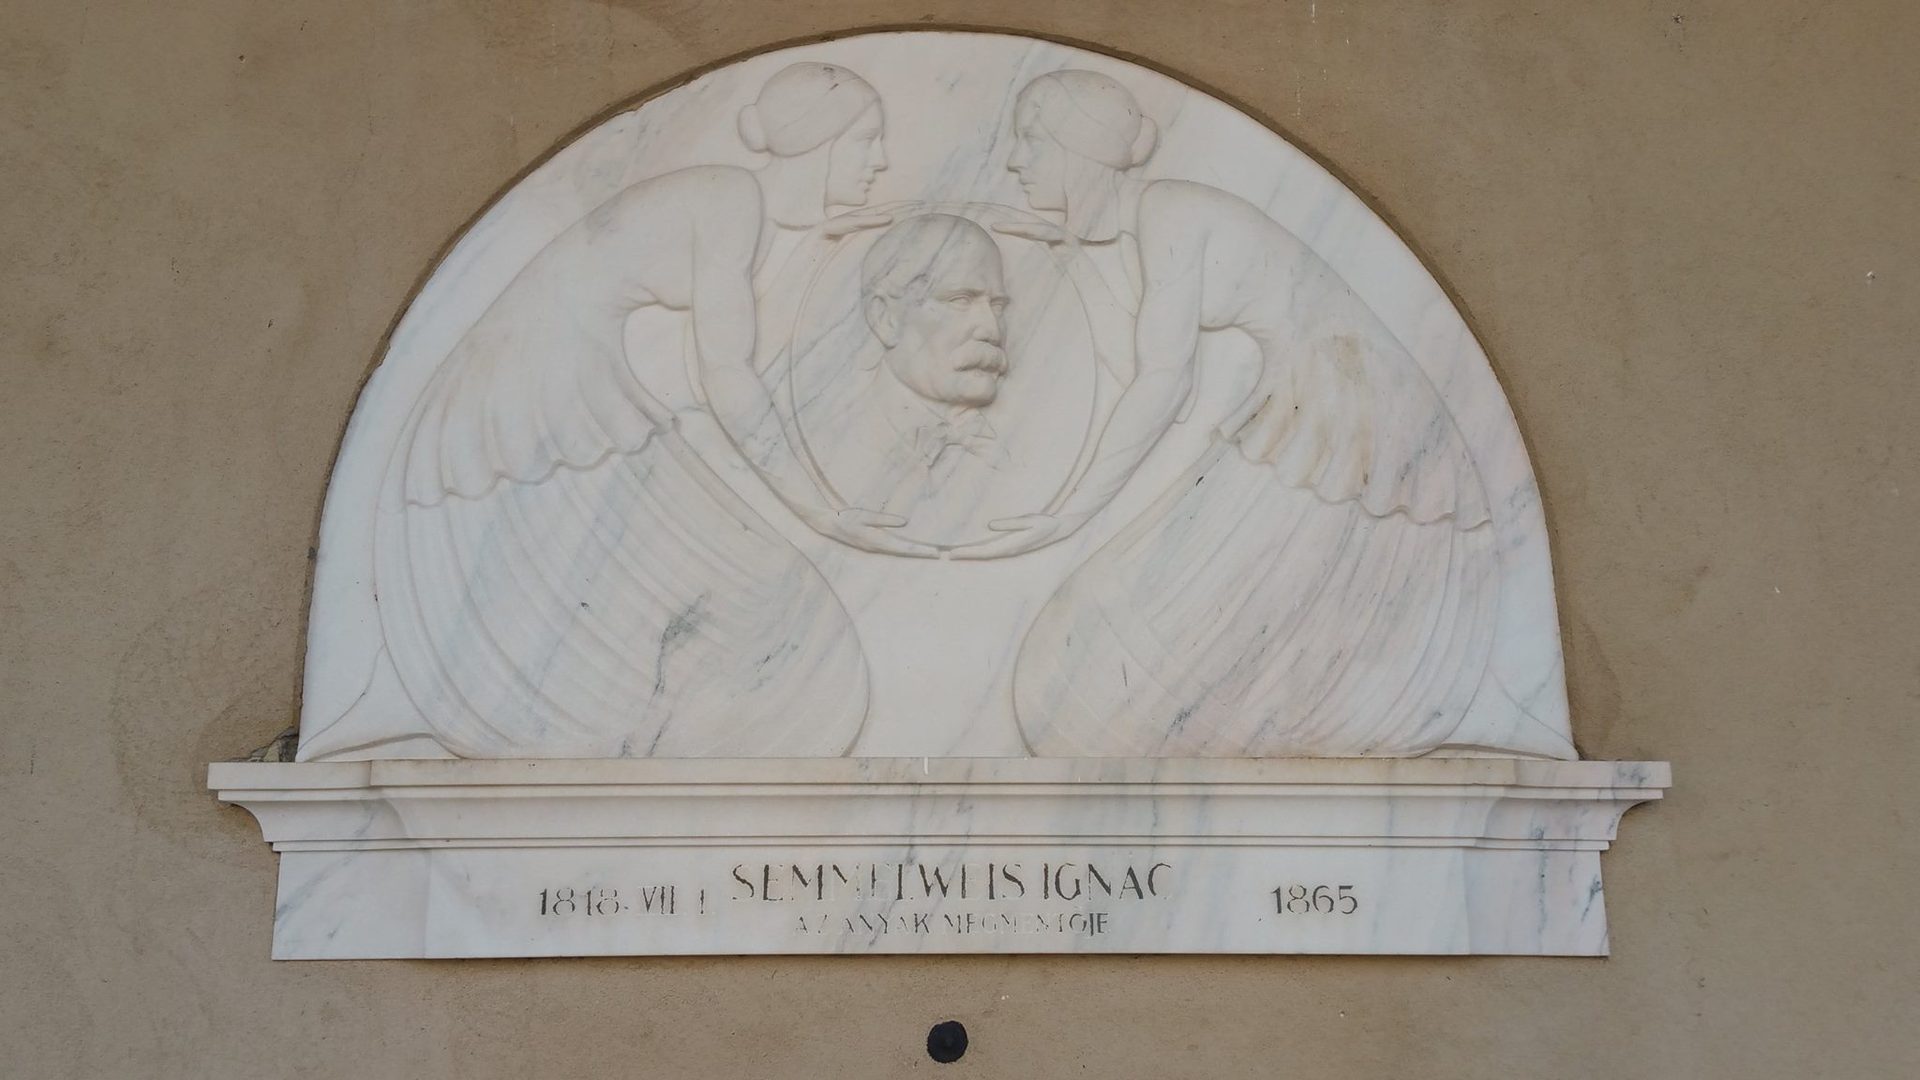 SEMMELWEIS IGNÁC
1818. VII. 1. 1865
AZ ANYÁK MEGMENTŐJE